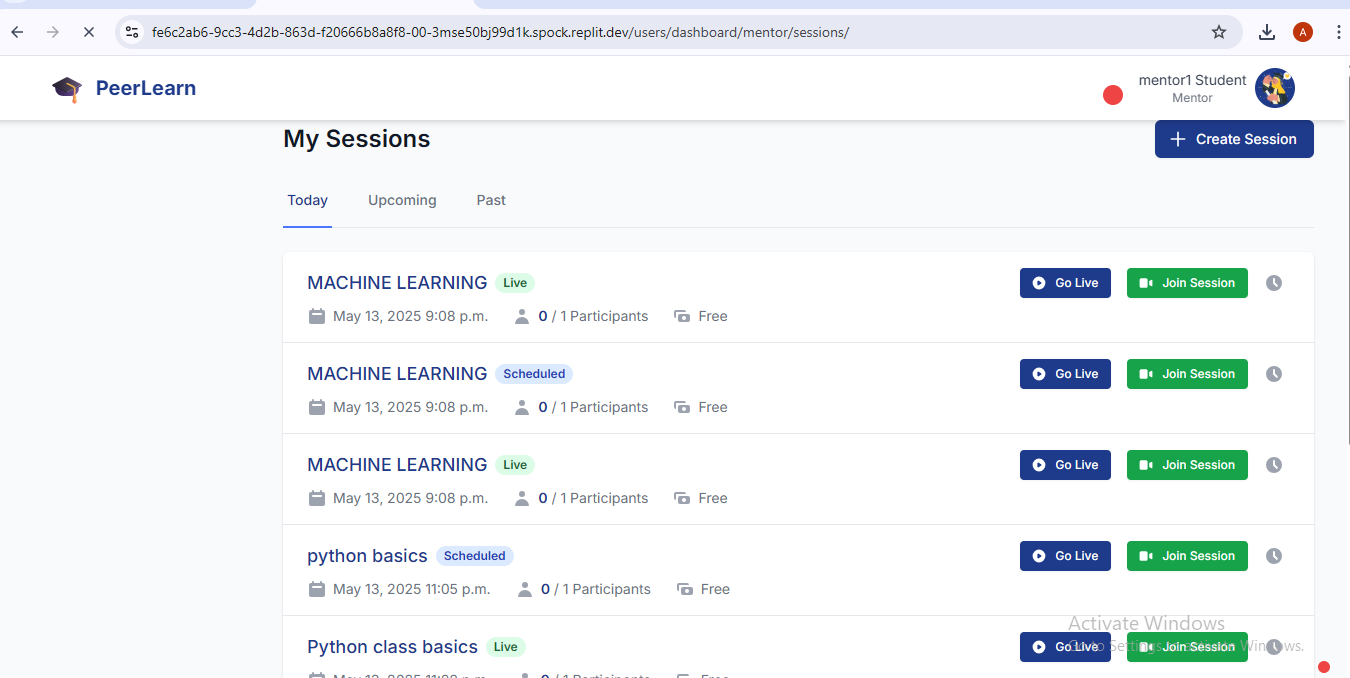 fe6c2ab6-9cc3-4d2b-863d-f20666b8a8f8-00-3mse50bj99d1k.spock.replit.dev/users/dashboard/mentor/sessions/
A
PeerLearn
mentor1 Student
Mentor
My Sessions
Create Session
Today Upcoming Past
MACHINE LEARNING Live Go Live Join Session
May 13, 2025 9:08 p.m. 0 / 1 Participants Free
MACHINE LEARNING Scheduled Go Live Join Session
May 13, 2025 9:08 p.m. 0 / 1 Participants Free
MACHINE LEARNING Live Go Live Join Session
May 13, 2025 9:08 p.m. 0 / 1 Participants Free
python basics Scheduled Go Live Join Session
May 13, 2025 11:05 p.m. 0 / 1 Participants Free
Activate Windows
Python class basics Live Go Live Join Session
Go to Settings to activate Windows.